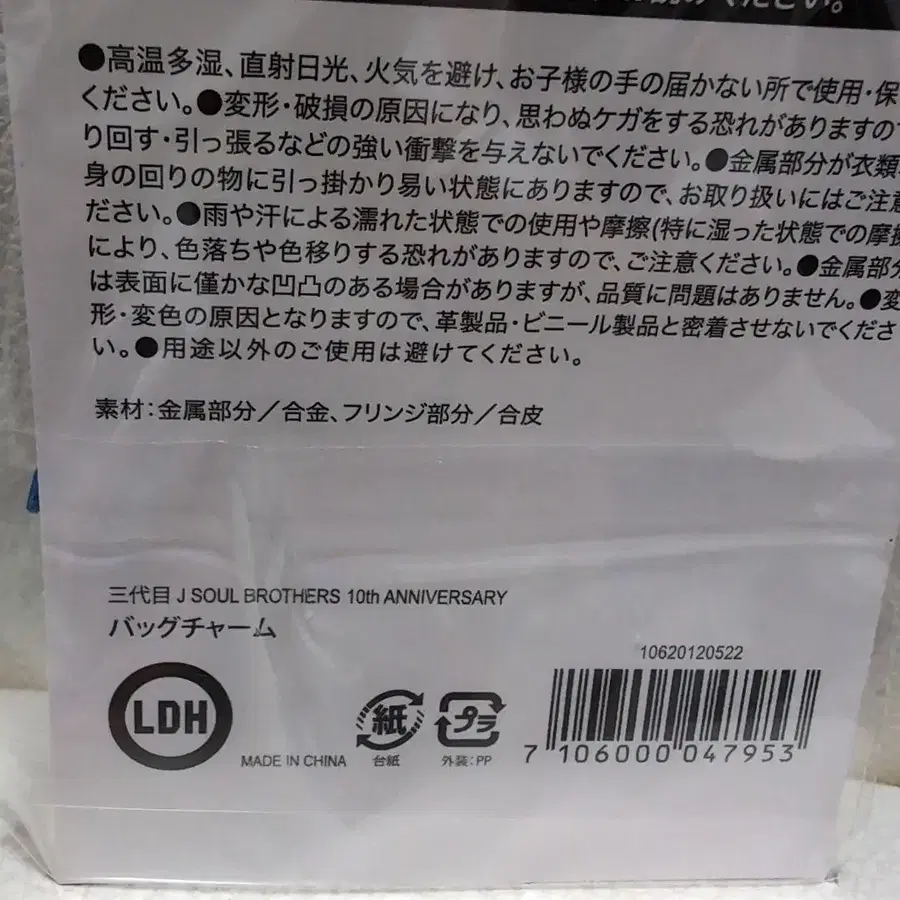 ください。
●高温多湿、直射日光、火気を避け、お子様の手の届かない所で使用・保
ください。●変形・破損の原因になり、思わぬケガをする恐れがありますの
り回す・引っ張るなどの強い衝撃を与えないでください。●金属部分が衣類
身の回りの物に引っ掛かり易い状態にありますので、お取り扱いにはご注意
ださい。●雨や汗による濡れた状態での使用や摩擦(特に湿った状態での摩擦
により、色落ちや色移りする恐れがありますので、ご注意ください。●金属部分
は表面に僅かな凹凸のある場合がありますが、品質に問題はありません。●変
形・変色の原因となりますので、革製品・ビニール製品と密着させないでくださ
い。●用途以外のご使用は避けてください。
素材：金属部分／合金、フリンジ部分／合皮
三代目 J SOUL BROTHERS 10th ANNIVERSARY
バッグチャーム
10620120522
LDH
MADE IN CHINA
紙
台紙
プラ
外装：PP
7 106000 047953